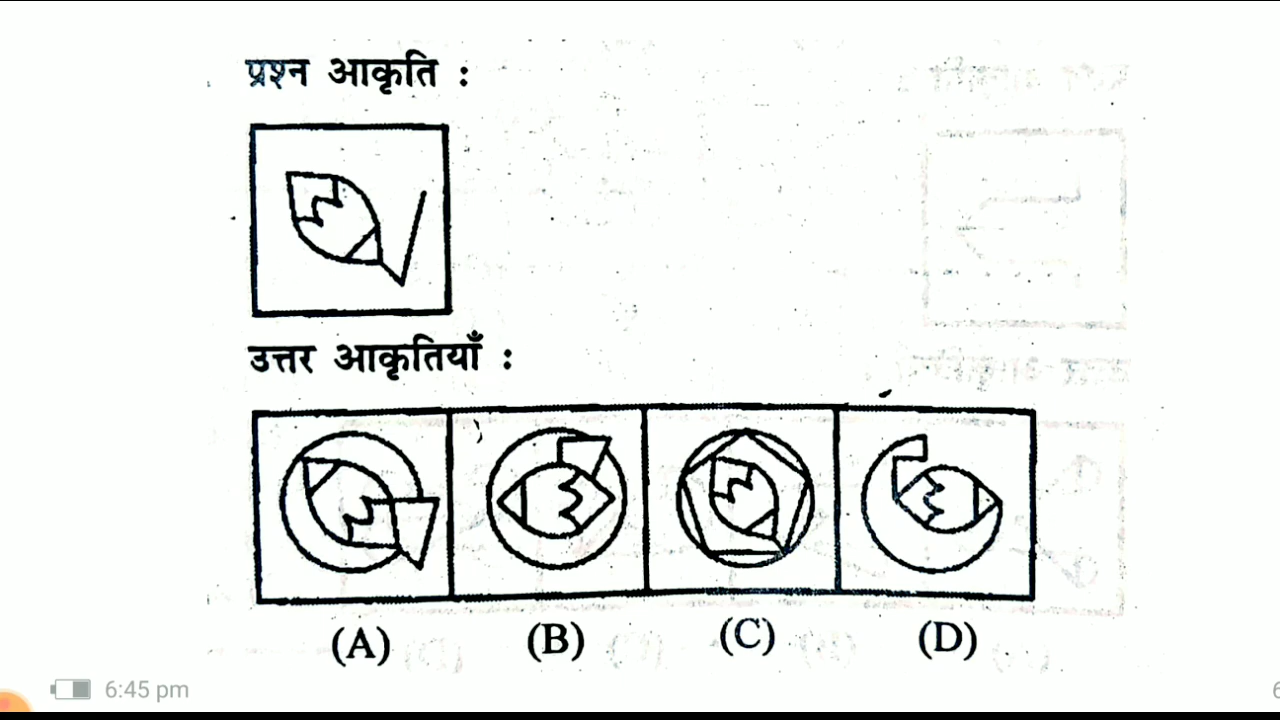 प्रश्न आकृति :
उत्तर आकृतियाँ :
(A) (B) (C) (D)
6:45 pm